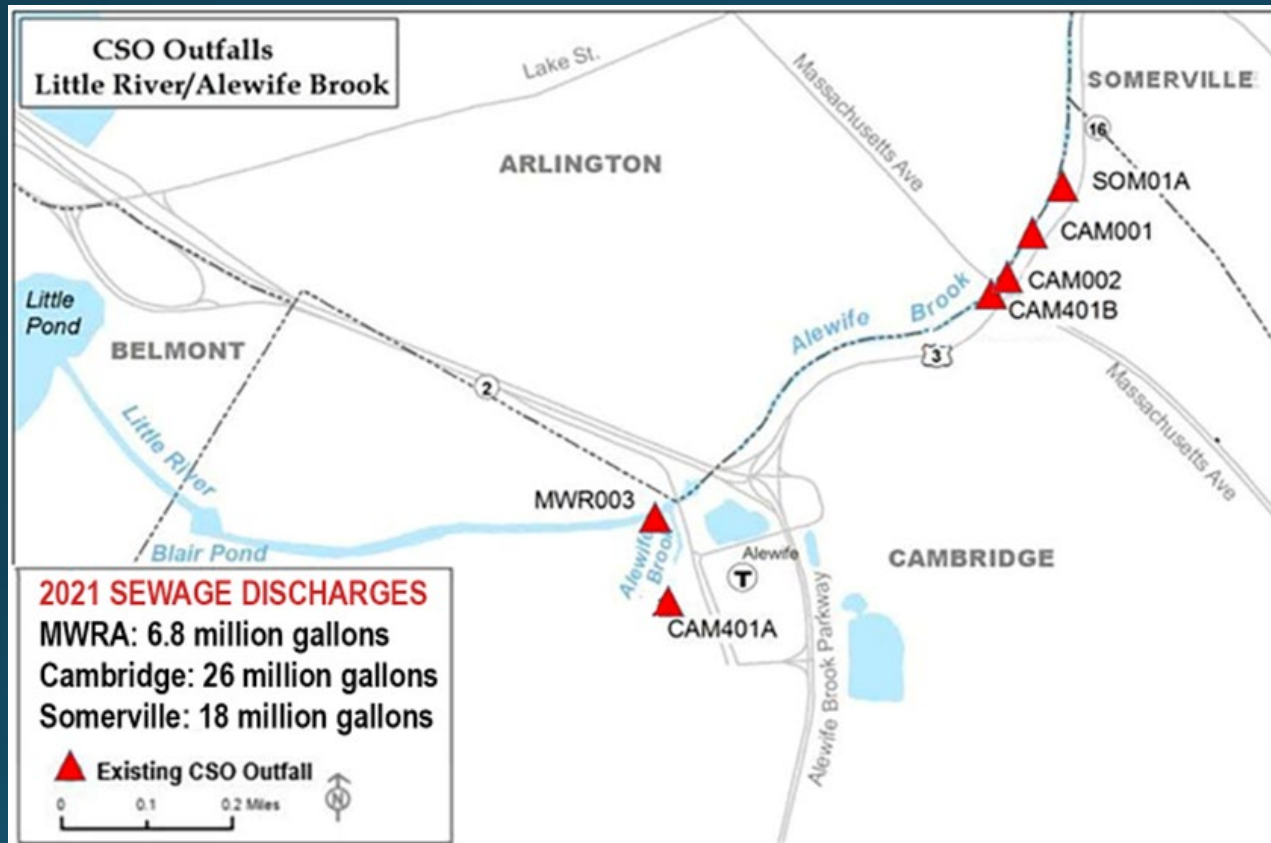 CSO Outfalls
Little River/Alewife Brook
Lake St.
Massachusetts Ave
SOMERVILLE
16
ARLINGTON
SOM01A
CAM001
CAM002
CAM401B
Alewife Brook
3
Little
Pond
BELMONT
2
Massachusetts Ave
Little River
MWR003
Blair Pond
Alewife
Brook
Alewife
T
CAMBRIDGE
CAM401A
Alewife Brook Parkway
2021 SEWAGE DISCHARGES
MWRA: 6.8 million gallons
Cambridge: 26 million gallons
Somerville: 18 million gallons
Existing CSO Outfall
0 0.1 0.2 Miles
N